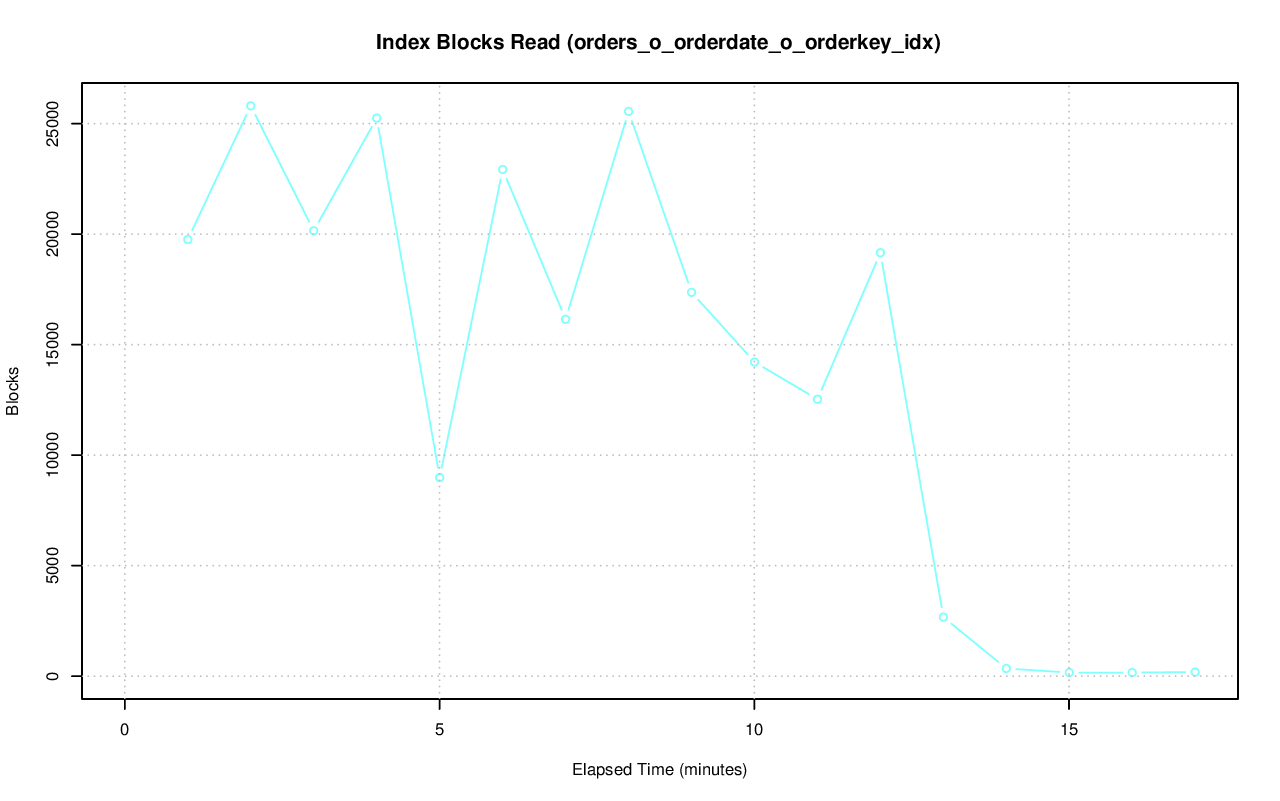 Index Blocks Read (orders_o_orderdate_o_orderkey_idx)
25000
20000
15000
10000
5000
0
Blocks
0 5 10 15
Elapsed Time (minutes)